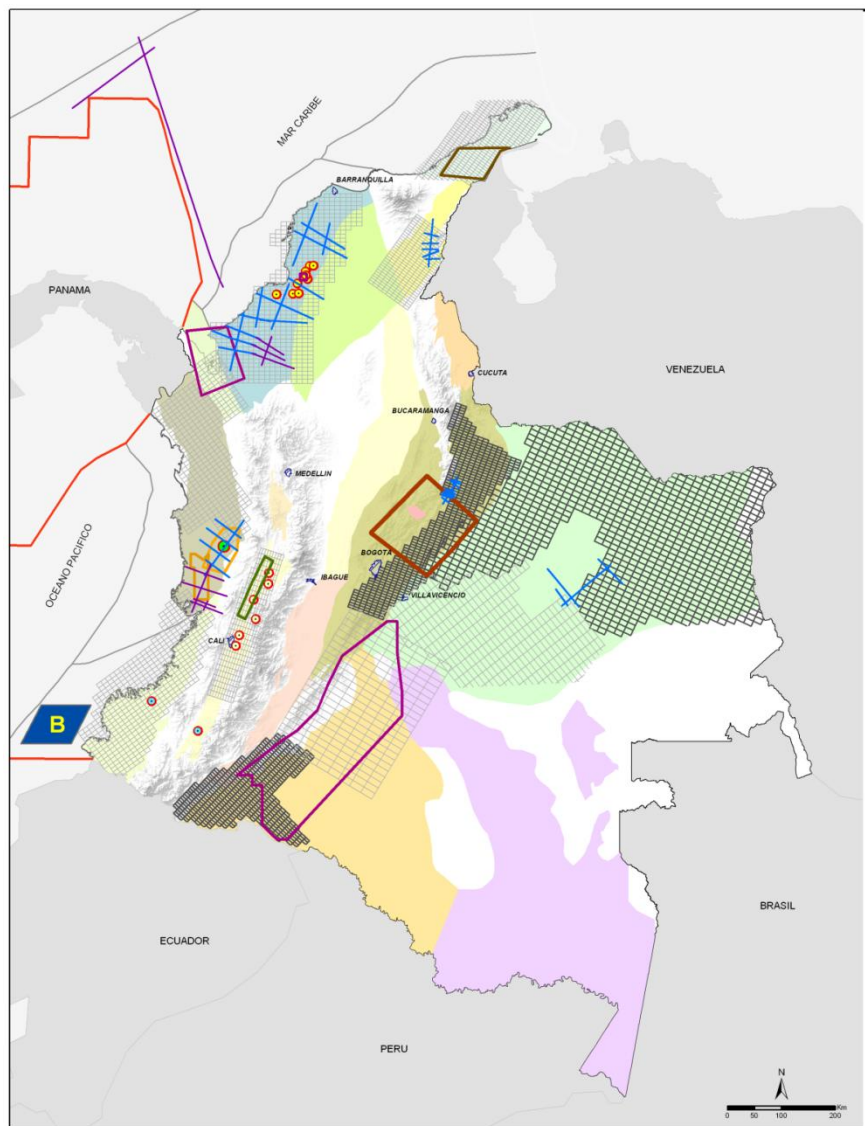 MAR CARIBE
BARRANQUILLA
PANAMA
VENEZUELA
CUCUTA
BUCARAMANGA
MEDELLIN
OCEANO PACIFICO
BOGOTA
IBAGUE
VILLAVICENCIO
CALI
B
BRASIL
ECUADOR
PERU
N
Km
0 50 100 200